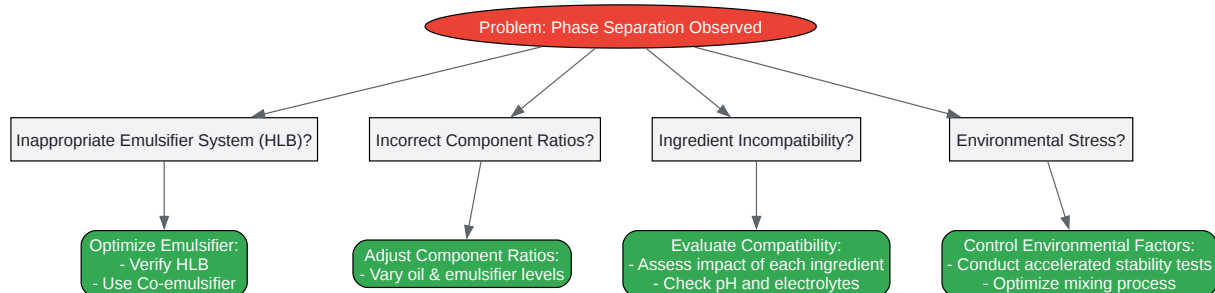 Problem: Phase Separation Observed
Inappropriate Emulsifier System (HLB)?
Incorrect Component Ratios?
Ingredient Incompatibility?
Environmental Stress?
Optimize Emulsifier:
- Verify HLB
- Use Co-emulsifier
Adjust Component Ratios:
- Vary oil & emulsifier levels
Evaluate Compatibility:
- Assess impact of each ingredient
- Check pH and electrolytes
Control Environmental Factors:
- Conduct accelerated stability tests
- Optimize mixing process